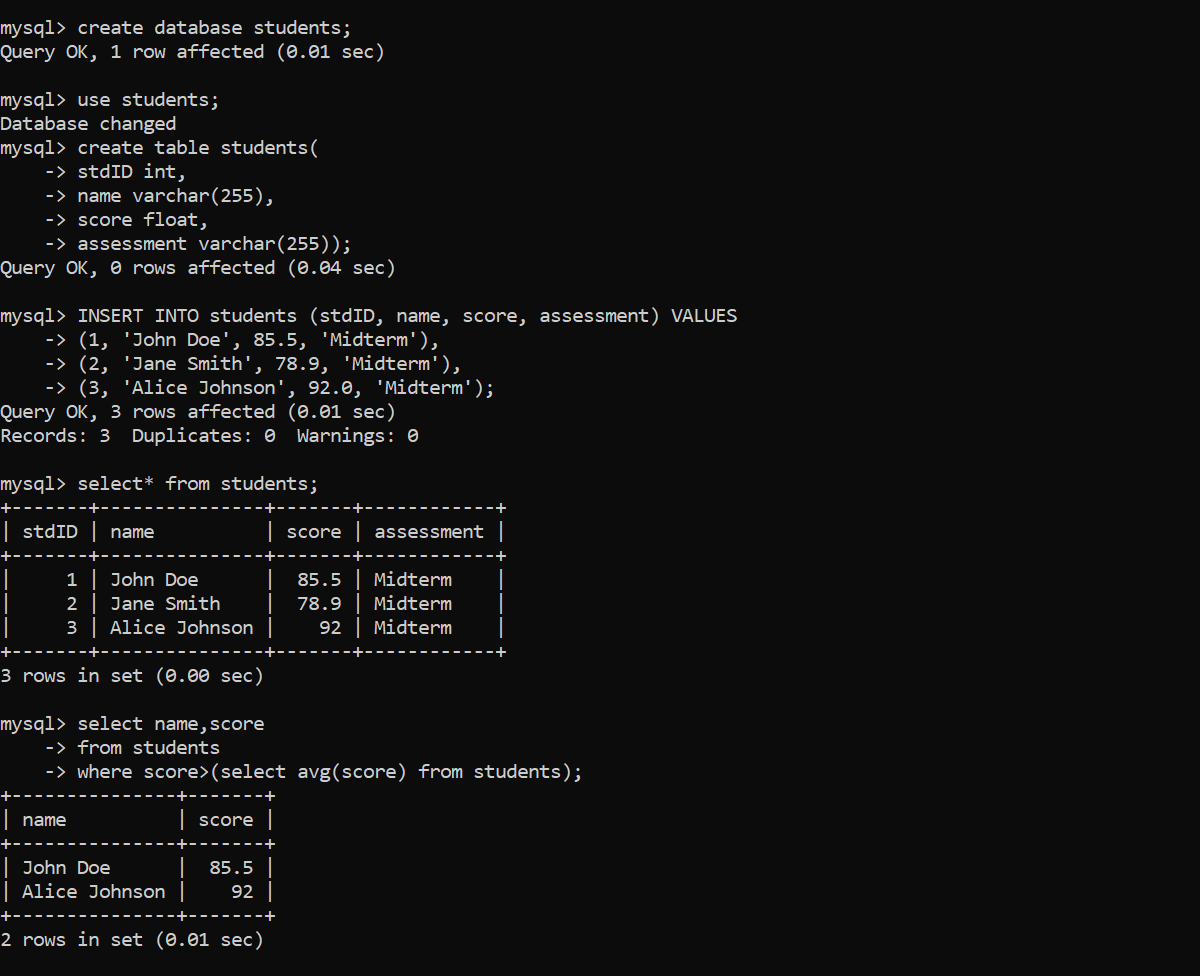 mysql> create database students;
Query OK, 1 row affected (0.01 sec)

mysql> use students;
Database changed
mysql> create table students(
    -> stdID int,
    -> name varchar(255),
    -> score float,
    -> assessment varchar(255));
Query OK, 0 rows affected (0.04 sec)

mysql> INSERT INTO students (stdID, name, score, assessment) VALUES
    -> (1, 'John Doe', 85.5, 'Midterm'),
    -> (2, 'Jane Smith', 78.9, 'Midterm'),
    -> (3, 'Alice Johnson', 92.0, 'Midterm');
Query OK, 3 rows affected (0.01 sec)
Records: 3  Duplicates: 0  Warnings: 0

mysql> select* from students;
+-------+---------------+-------+------------+
| stdID | name          | score | assessment |
+-------+---------------+-------+------------+
|     1 | John Doe      |  85.5 | Midterm    |
|     2 | Jane Smith    |  78.9 | Midterm    |
|     3 | Alice Johnson |    92 | Midterm    |
+-------+---------------+-------+------------+
3 rows in set (0.00 sec)

mysql> select name,score
    -> from students
    -> where score>(select avg(score) from students);
+---------------+-------+
| name          | score |
+---------------+-------+
| John Doe      |  85.5 |
| Alice Johnson |    92 |
+---------------+-------+
2 rows in set (0.01 sec)